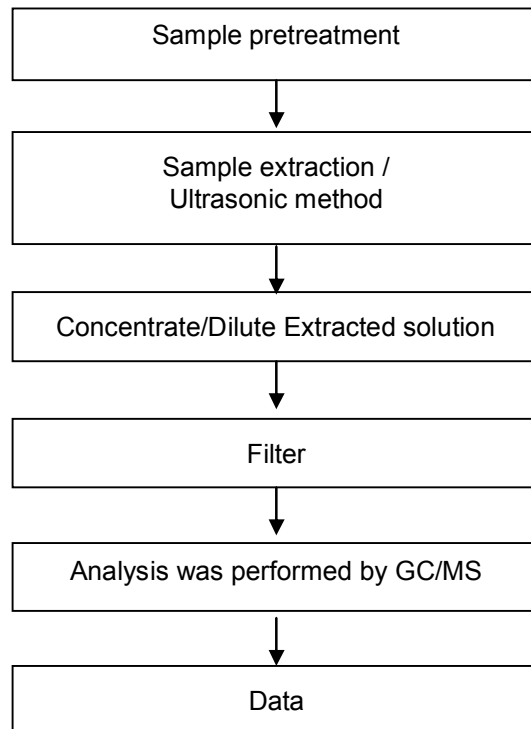 Sample pretreatment
Sample extraction /
Ultrasonic method
Concentrate/Dilute Extracted solution
Filter
Analysis was performed by GC/MS
Data